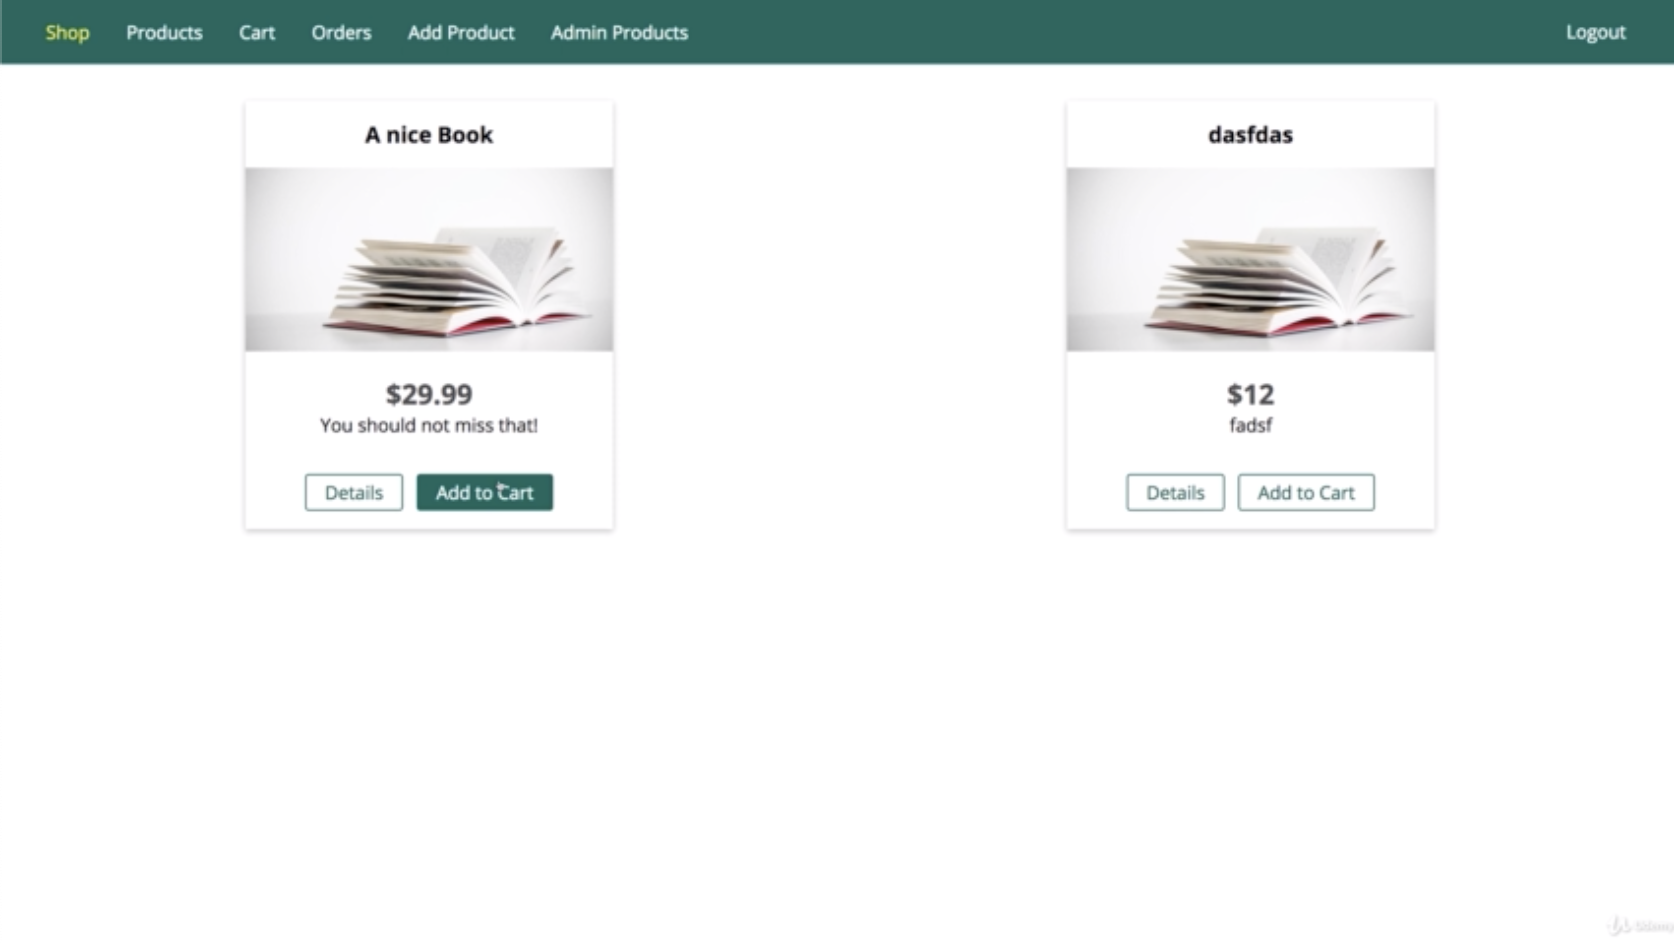 Shop Products Cart Orders Add Product Admin Products Logout
A nice Book
$29.99
You should not miss that!
Details Add to Cart
dasfdas
$12
fadsf
Details Add to Cart
Udemy